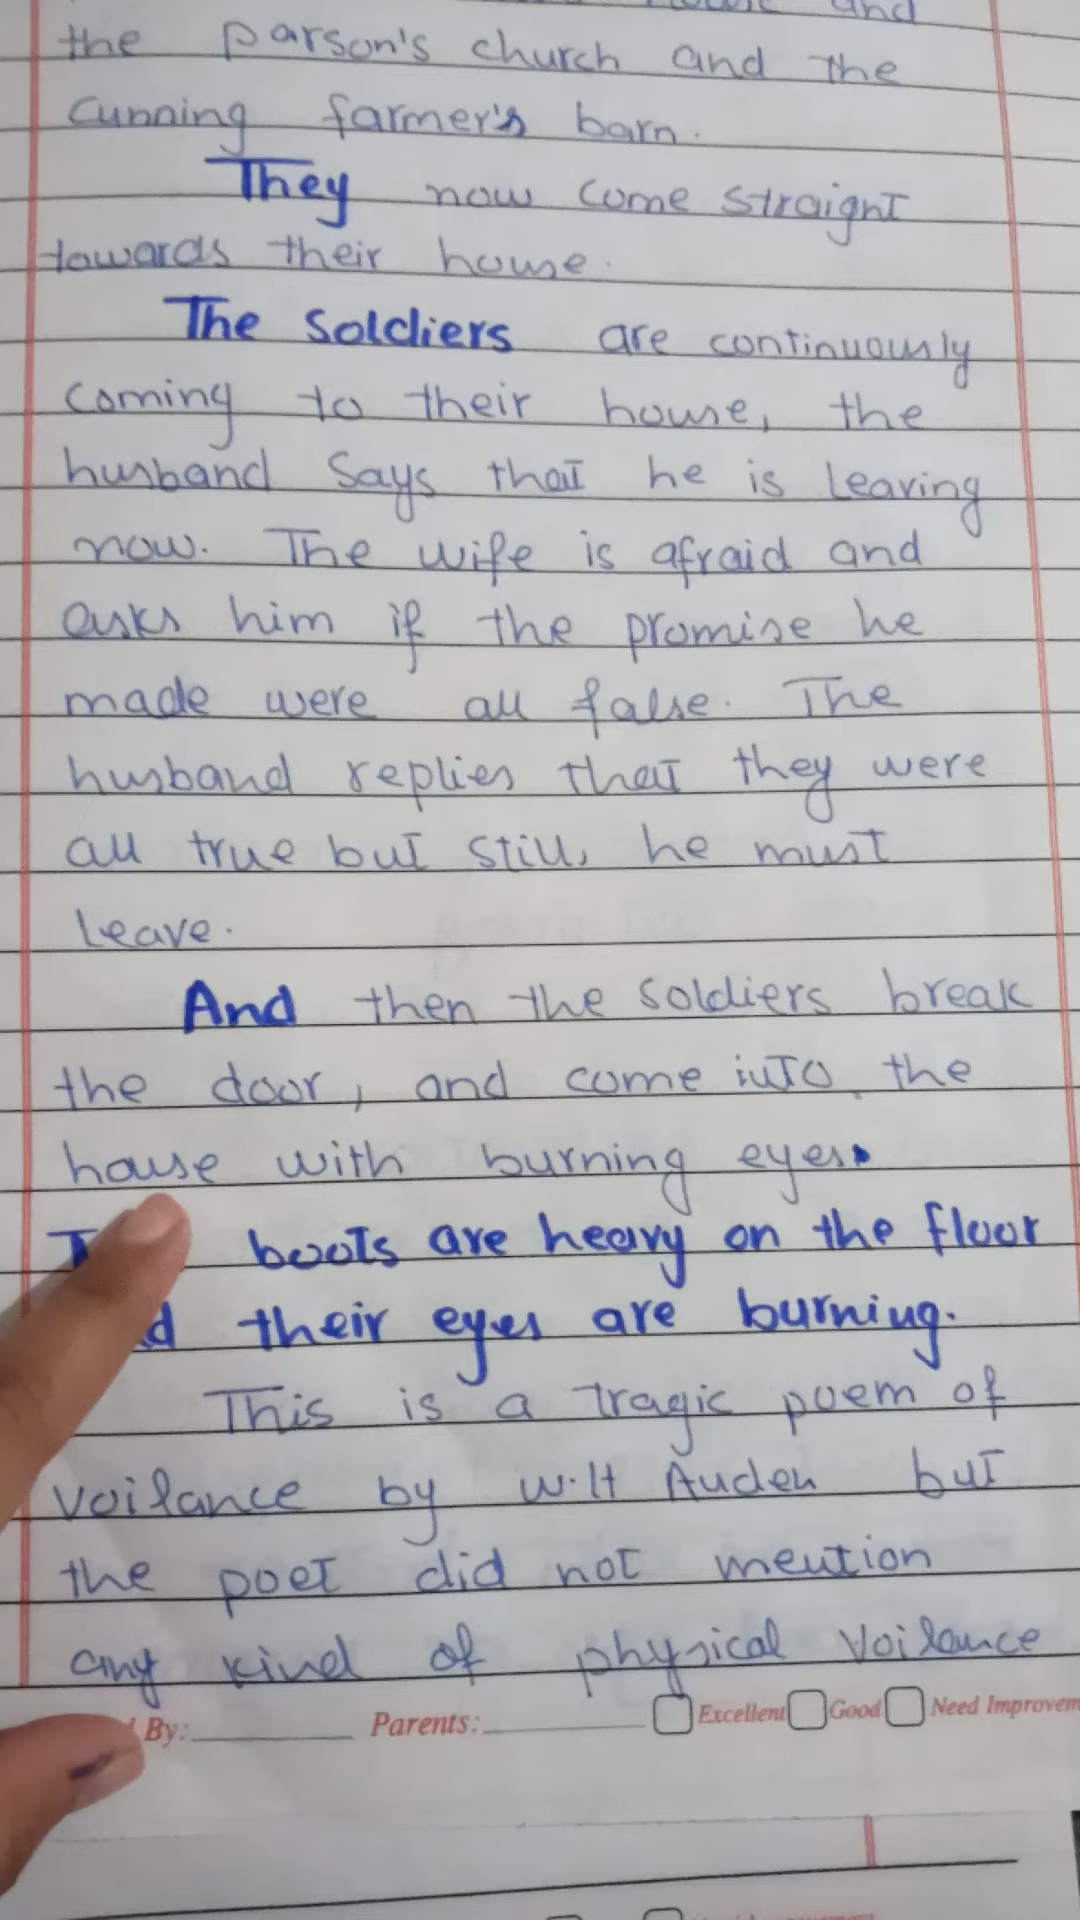 and
the parson's church and the
cunning farmer's barn.
They now come straight
towards their house.
The soldiers are continuously
coming to their house, the
husband says that he is leaving
now. The wife is afraid and
asks him if the promise he
made were all false. The
husband replies that they were
all true but still, he must
leave.
And then the soldiers break
the door, and come into the
house with burning eyes.
boots are heavy on the floor
their eyes are burning.
This is a tragic poem of
voilance by W.H Auden but
the poet did not mention
any kind of physical voilance
By: Parents: Excellent Good Need Improvem